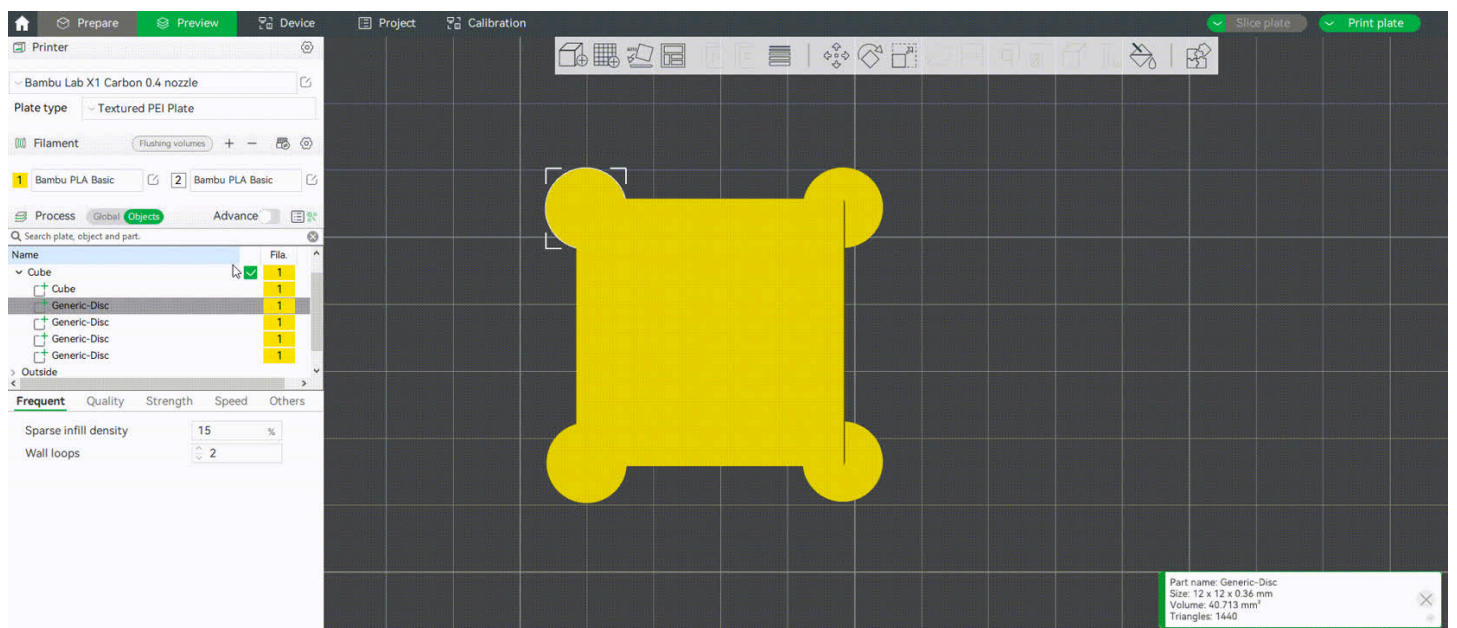 Prepare Preview Device Project Calibration Slice plate Print plate
Printer
Bambu Lab X1 Carbon 0.4 nozzle
Plate type Textured PEI Plate
Filament Flushing volumes + −
1 Bambu PLA Basic 2 Bambu PLA Basic
Process Global Objects Advance
Search plate, object and part.
Name Fila.
Cube 1
Cube 1
Generic-Disc 1
Generic-Disc 1
Generic-Disc 1
Generic-Disc 1
Outside
Frequent Quality Strength Speed Others
Sparse infill density 15 %
Wall loops 2
Part name: Generic-Disc
Size: 12 x 12 x 0.36 mm
Volume: 40.713 mm³
Triangles: 1440